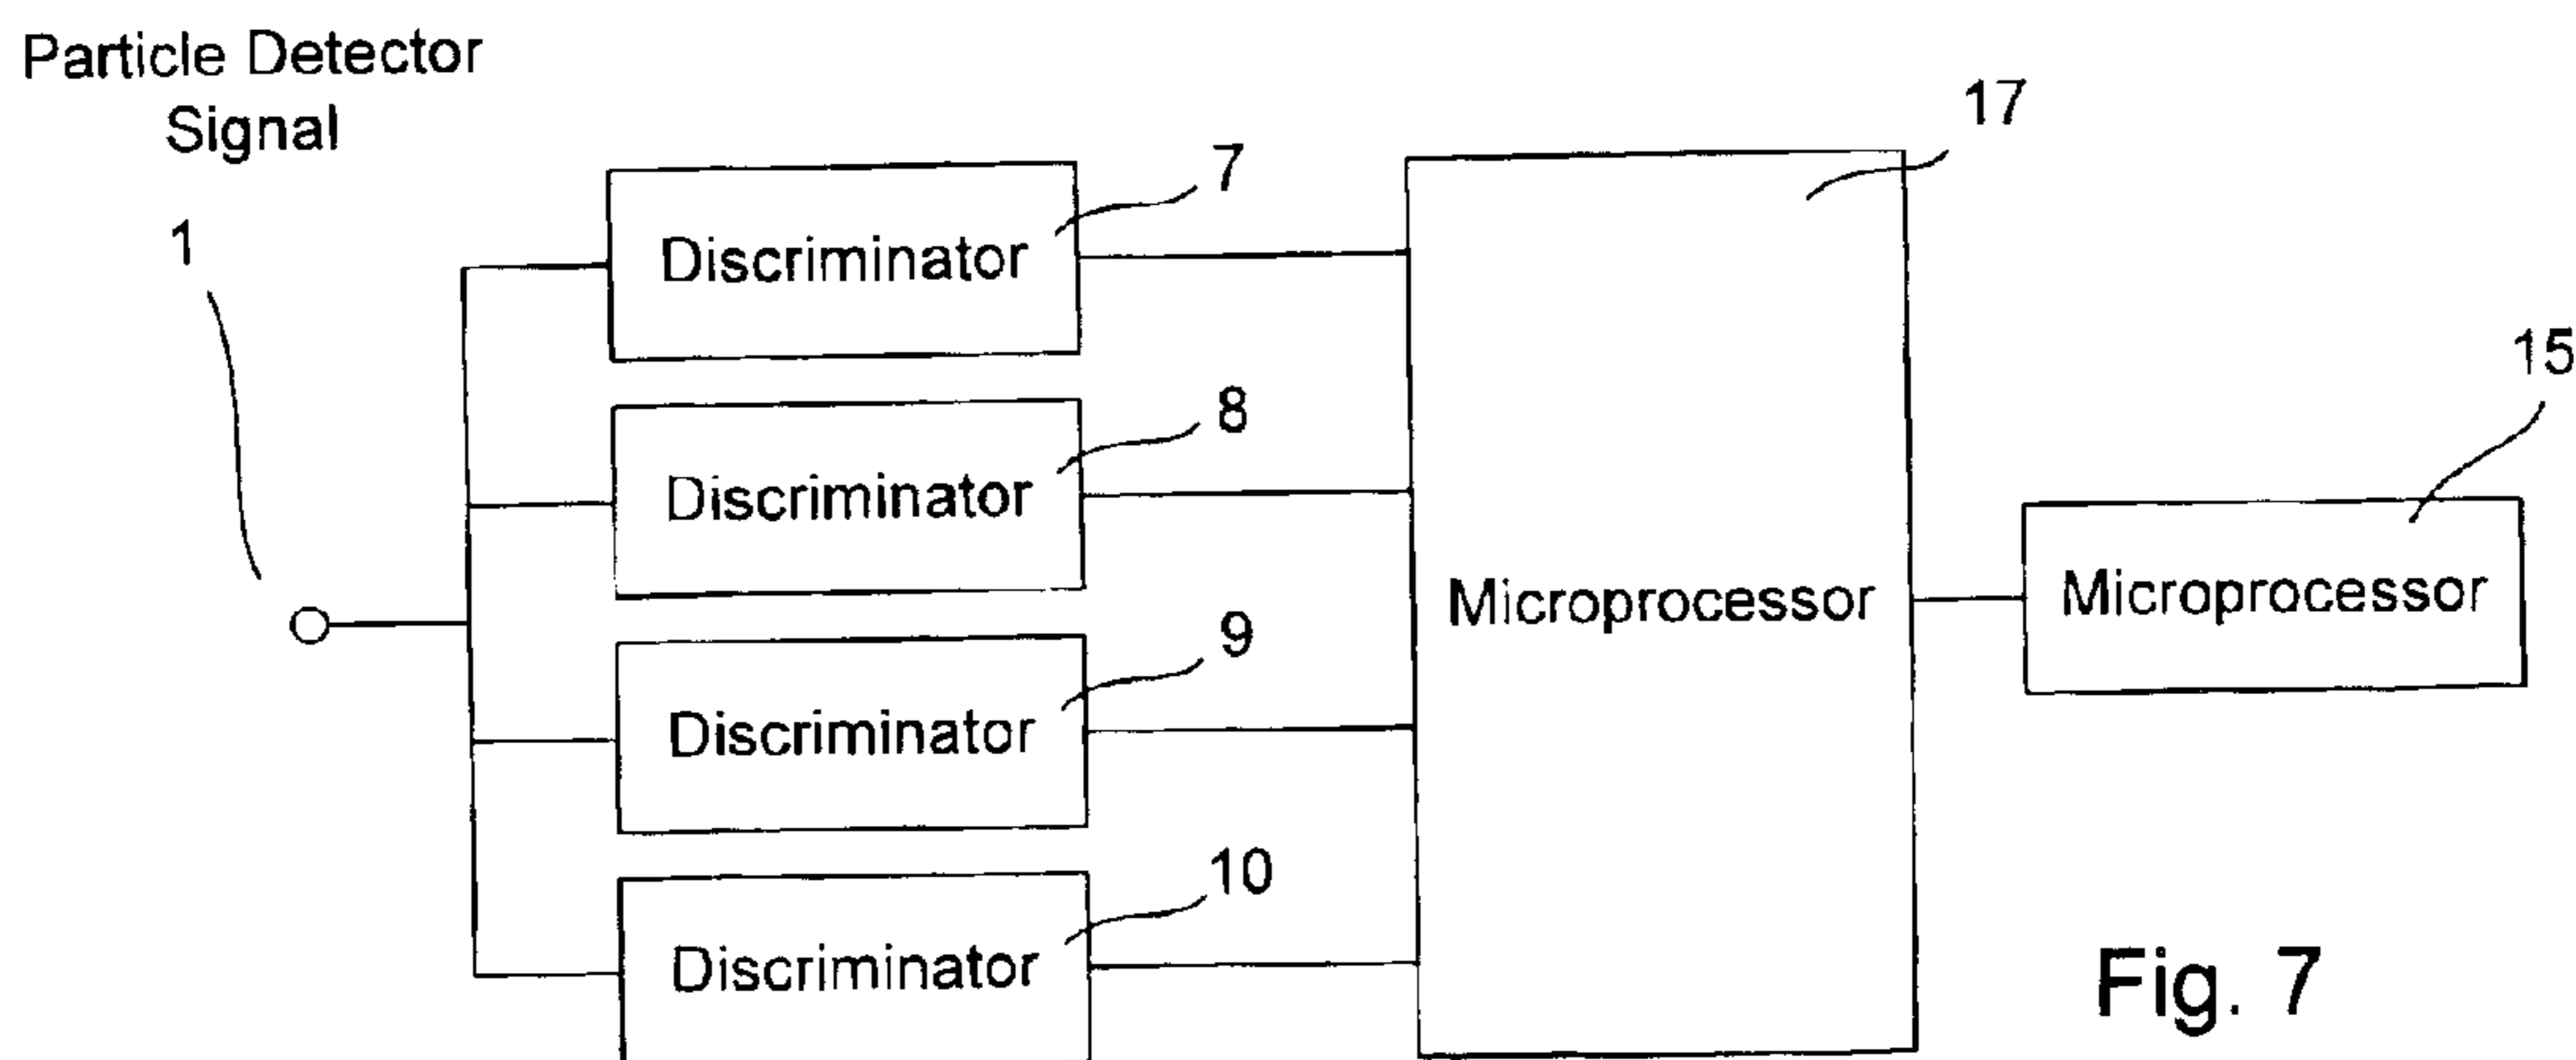 Particle Detector
Signal
1
17
7
Discriminator
8
Discriminator
9
Discriminator
10
Discriminator
Microprocessor
15
Microprocessor
Fig. 7